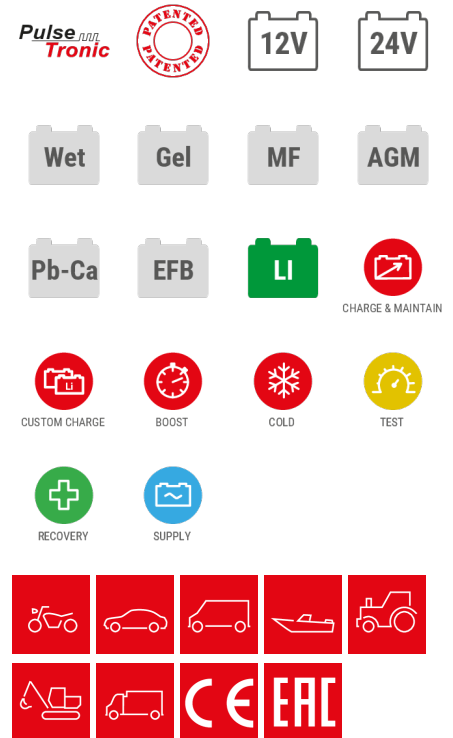 Pulse
Tronic
PATENTED
PATENTED
12V
24V
Wet
Gel
MF
AGM
Pb-Ca
EFB
LI
CHARGE & MAINTAIN
Li
CUSTOM CHARGE
BOOST
COLD
TEST
RECOVERY
SUPPLY
CE
EAC